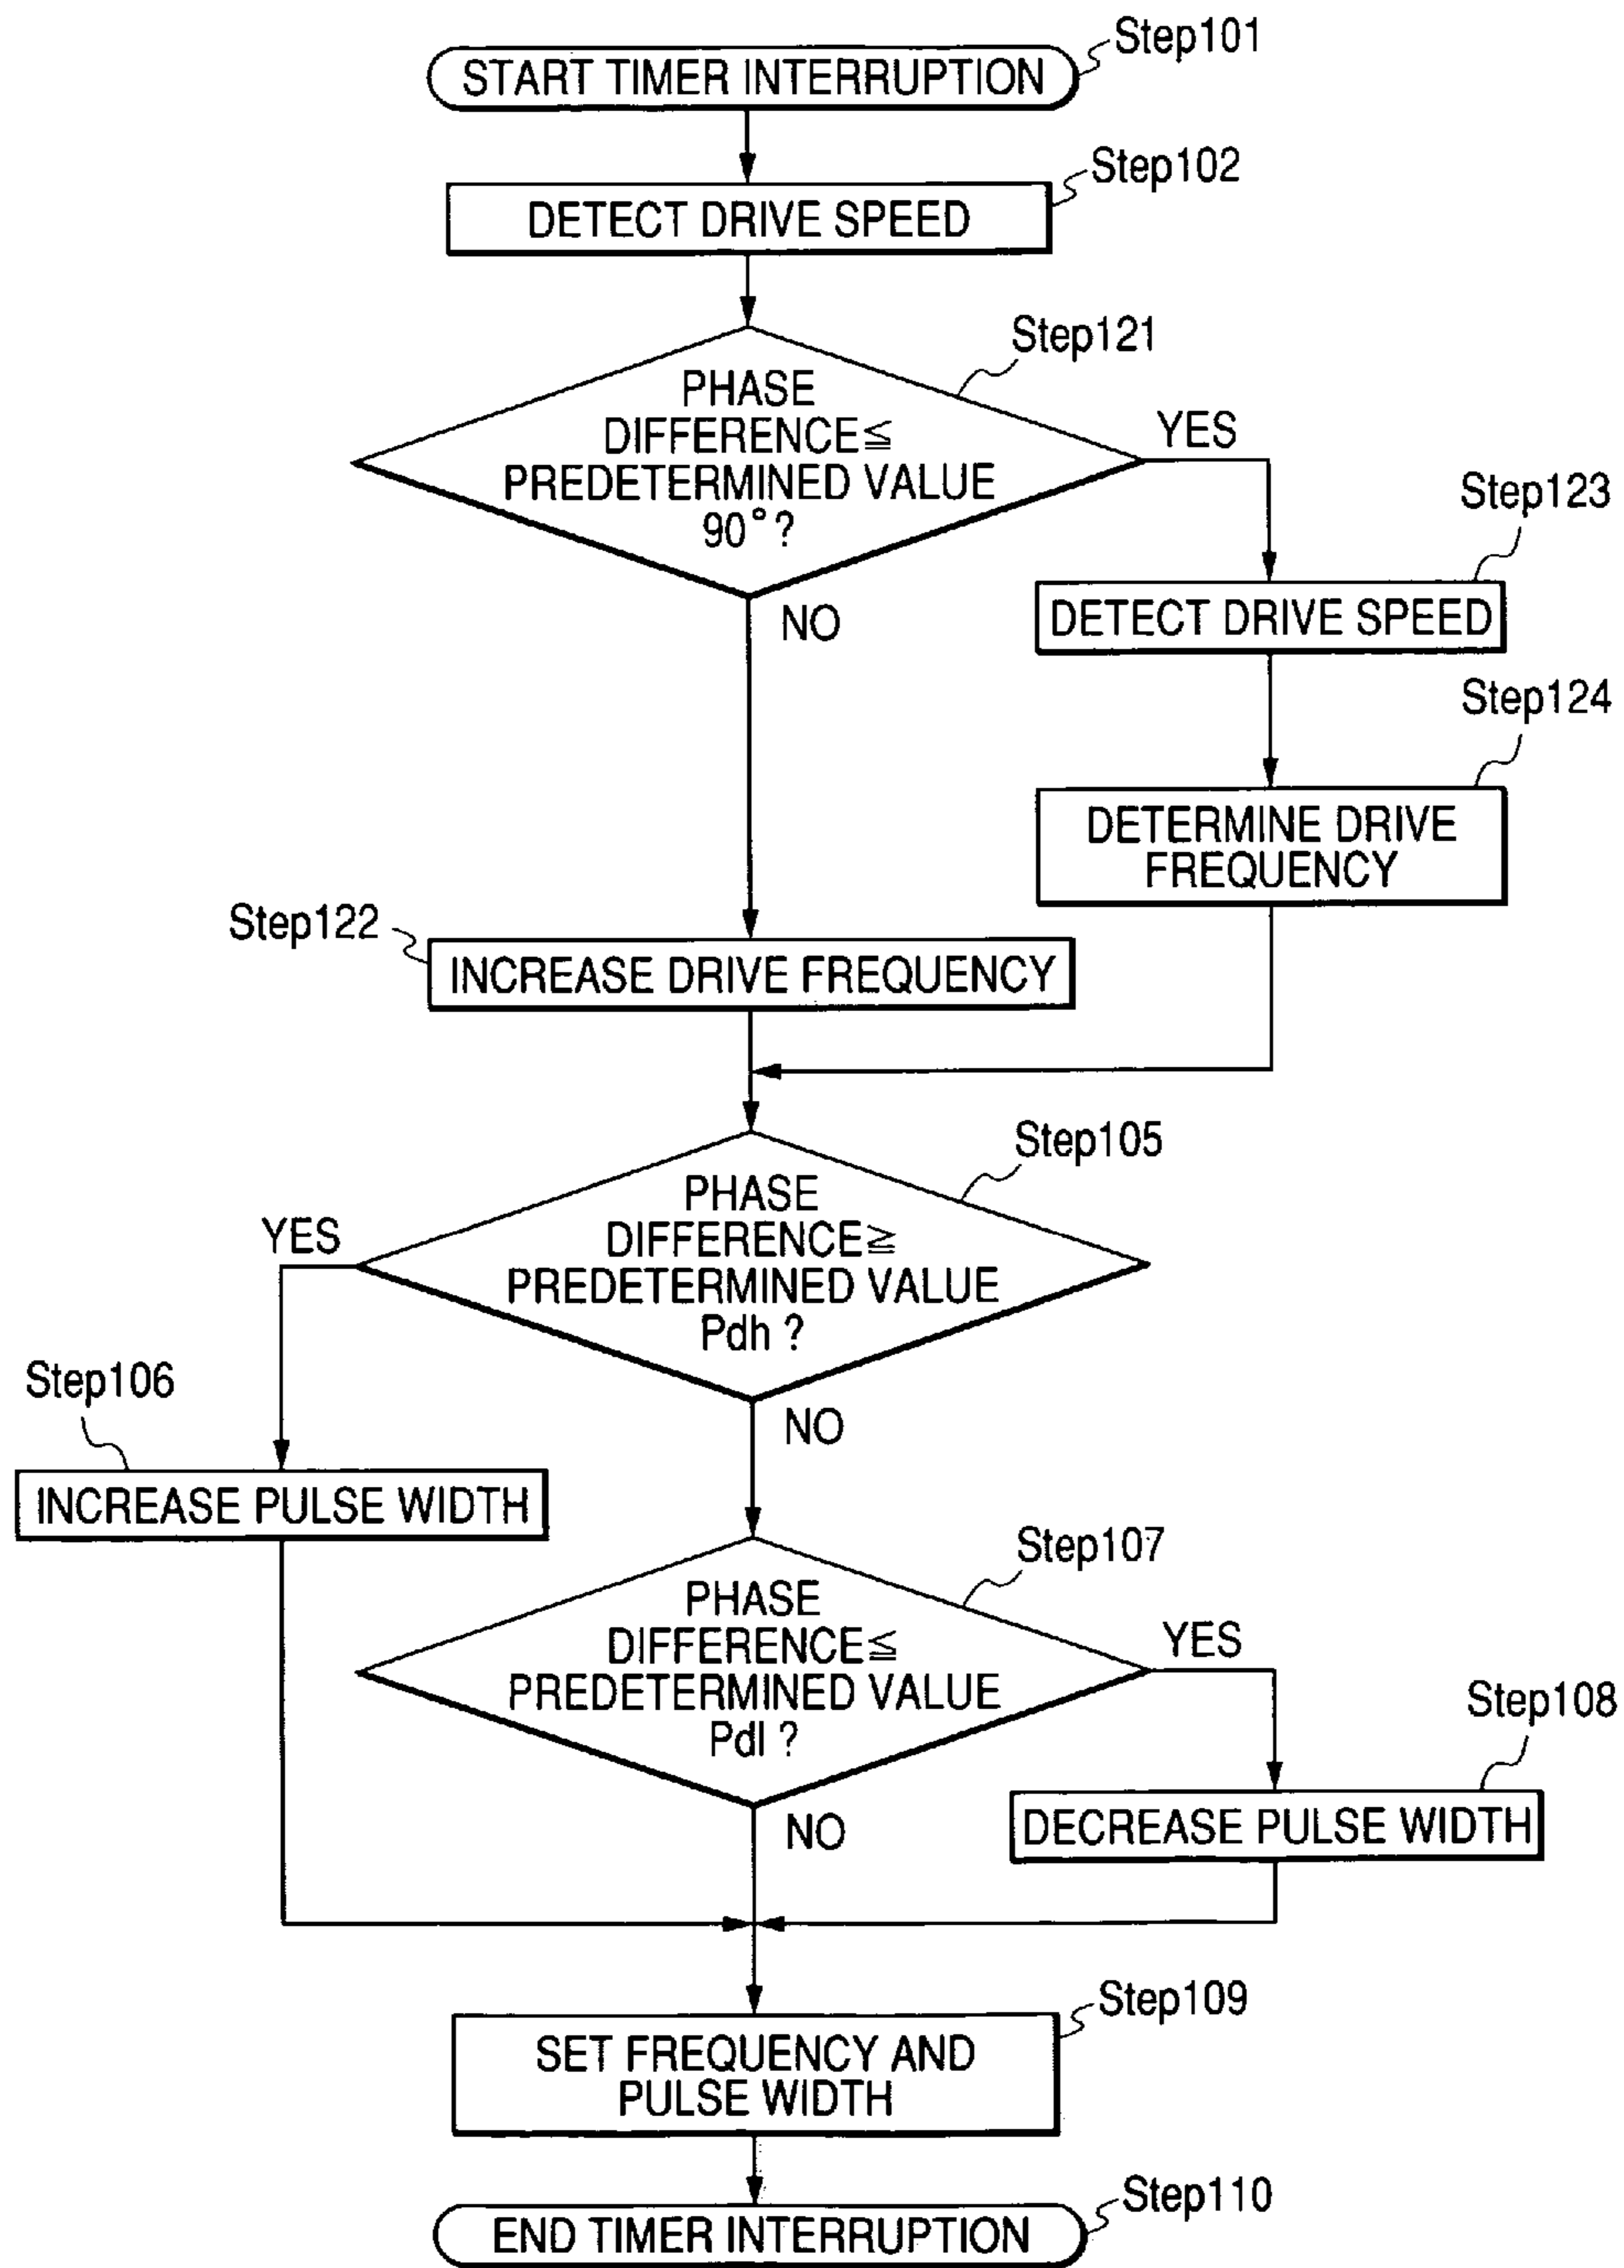 Step101
START TIMER INTERRUPTION
Step102
DETECT DRIVE SPEED
Step121
PHASE
DIFFERENCE≦
PREDETERMINED VALUE
90°?
YES
NO
Step123
DETECT DRIVE SPEED
Step124
DETERMINE DRIVE
FREQUENCY
Step122
INCREASE DRIVE FREQUENCY
Step105
PHASE
DIFFERENCE≧
PREDETERMINED VALUE
Pdh ?
YES
NO
Step106
INCREASE PULSE WIDTH
Step107
PHASE
DIFFERENCE≦
PREDETERMINED VALUE
Pdl ?
YES
NO
Step108
DECREASE PULSE WIDTH
Step109
SET FREQUENCY AND
PULSE WIDTH
Step110
END TIMER INTERRUPTION